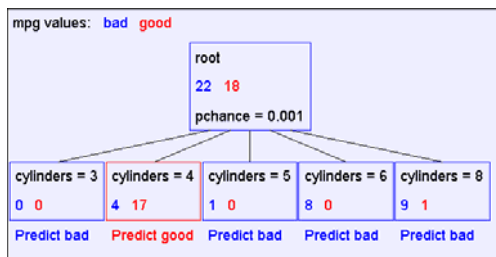 mpg values: bad good
root
22 18
pchance = 0.001
cylinders = 3 cylinders = 4 cylinders = 5 cylinders = 6 cylinders = 8
0 0 4 17 1 0 8 0 9 1
Predict bad Predict good Predict bad Predict bad Predict bad